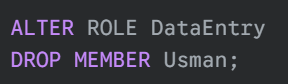 ALTER ROLE DataEntry
DROP MEMBER Usman;